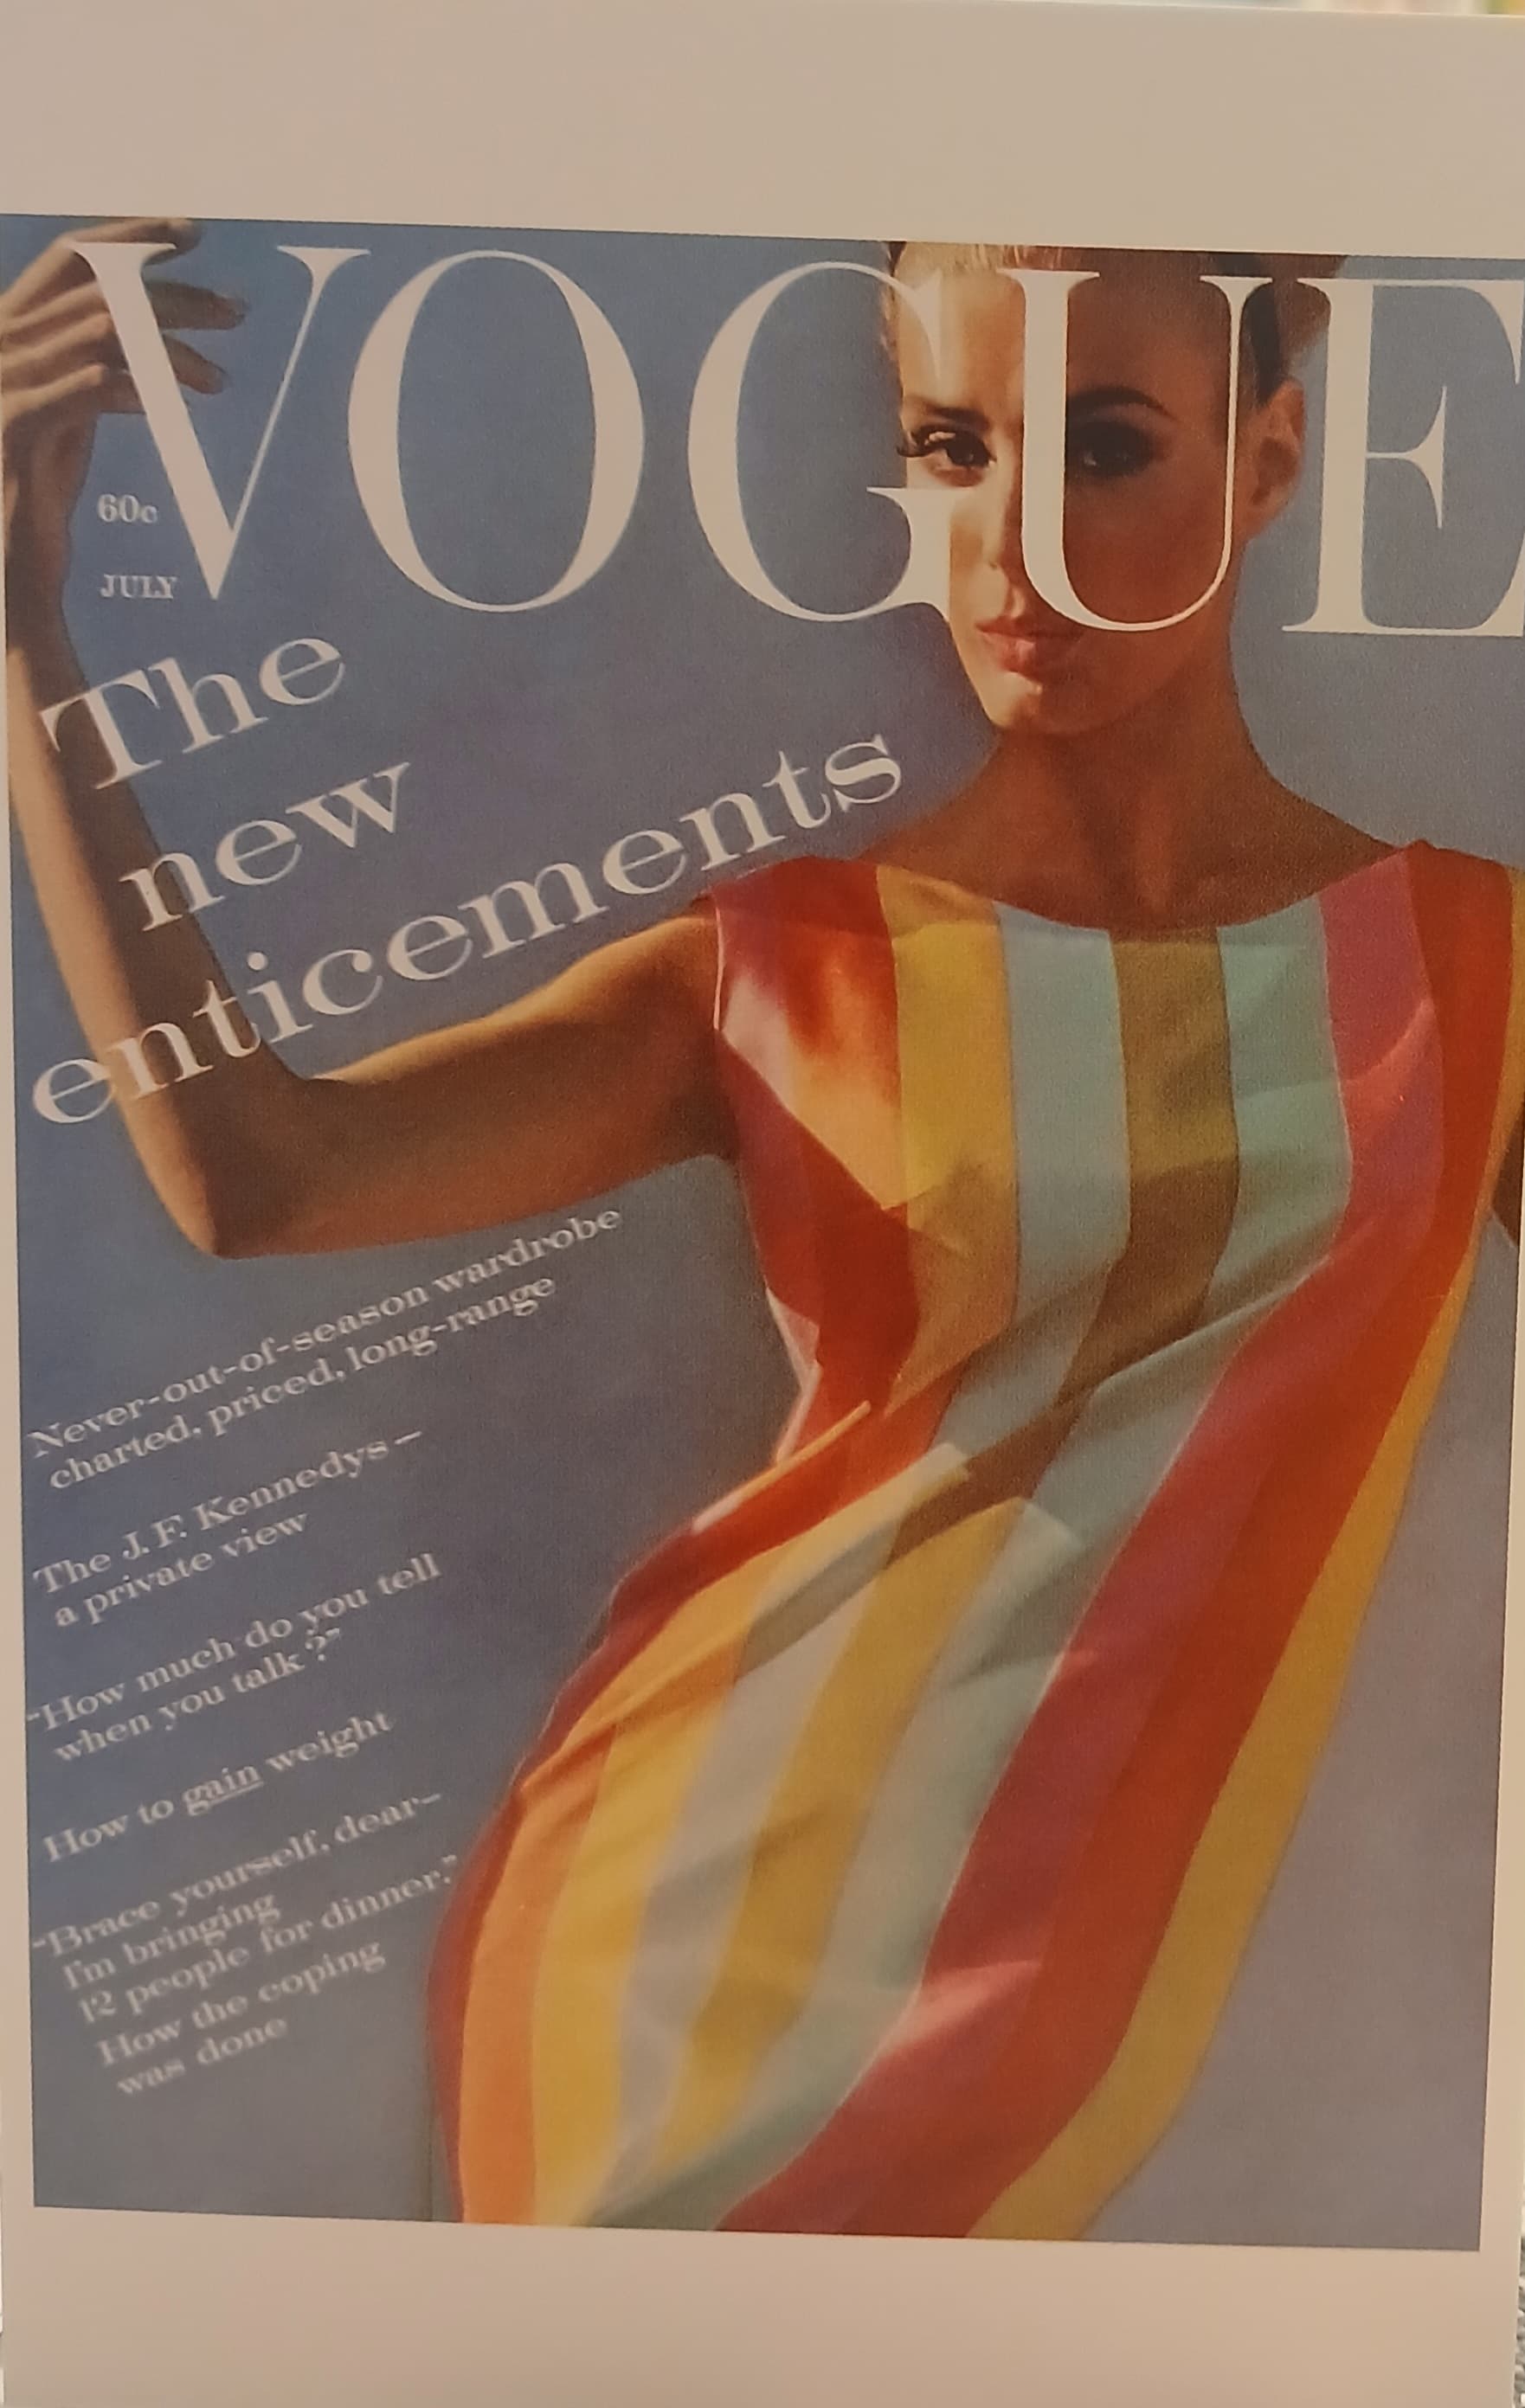 VOGUE
60c
JULY
The
new
enticements
Never-out-of-season wardrobe
charted, priced, long-range
The J. F. Kennedys –
a private view
“How much do you tell
when you talk ?”
How to gain weight
“Brace yourself, dear–
I'm bringing
12 people for dinner.”
How the coping
was done